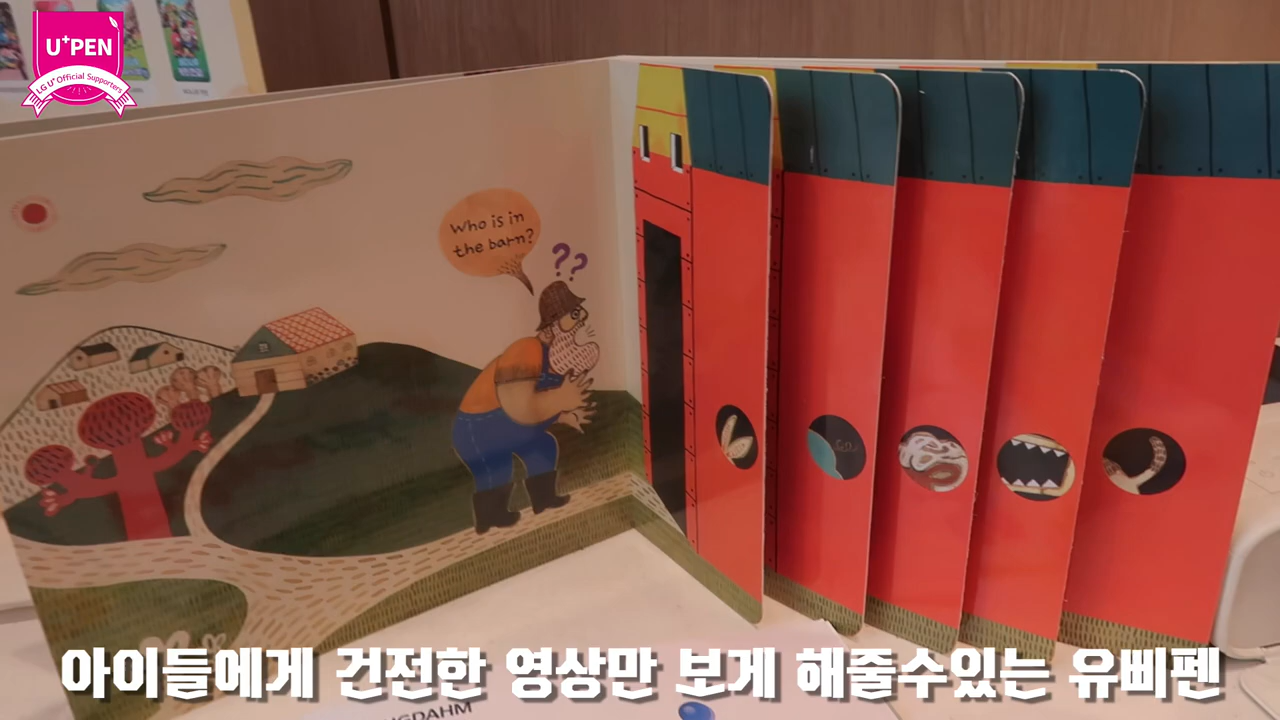 U+PEN
LG U+ Official Supporters
Who is in
the barn?
??
아이들에게 건전한 영상만 보게 해줄수있는 유삐펜
GDAHM